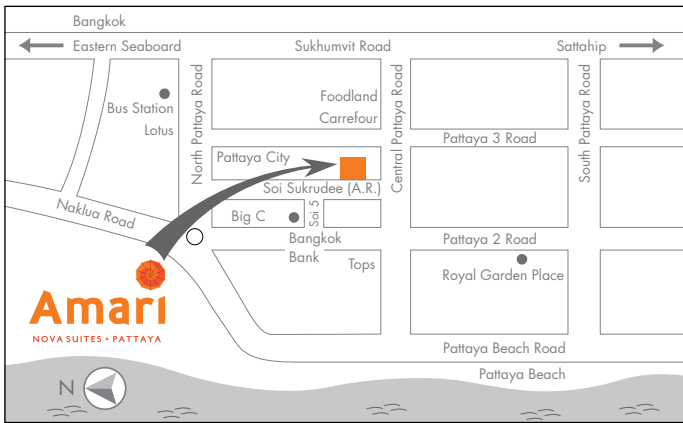 Bangkok
Eastern Seaboard
Sukhumvit Road
Sattahip
North Pattaya Road
Central Pattaya Road
South Pattaya Road
Bus Station
Lotus
Foodland
Carrefour
Pattaya 3 Road
Pattaya City
Soi Sukrudee (A.R.)
Naklua Road
Big C
Soi 5
Bangkok
Bank
Pattaya 2 Road
Tops
Royal Garden Place
Amari
NOVA SUITES • PATTAYA
Pattaya Beach Road
Pattaya Beach
N